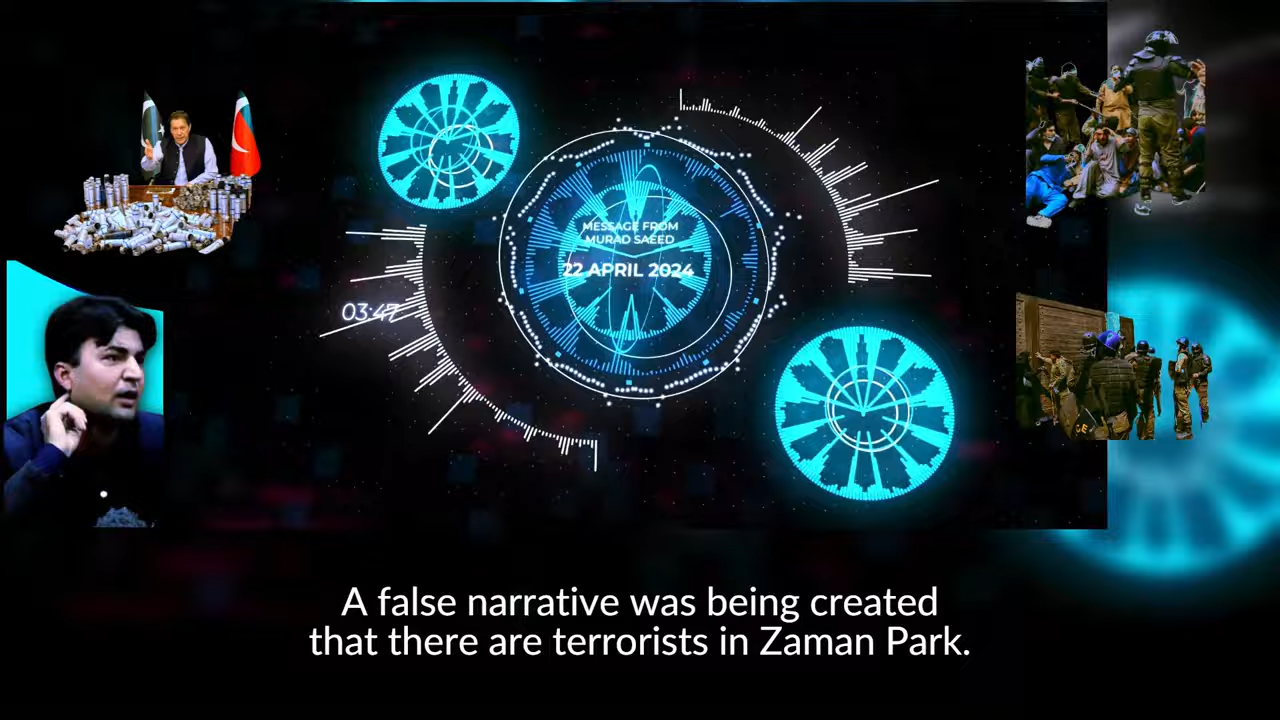 MESSAGE FROM
MURAD SAEED
22 APRIL 2024
03:47
A false narrative was being created
that there are terrorists in Zaman Park.